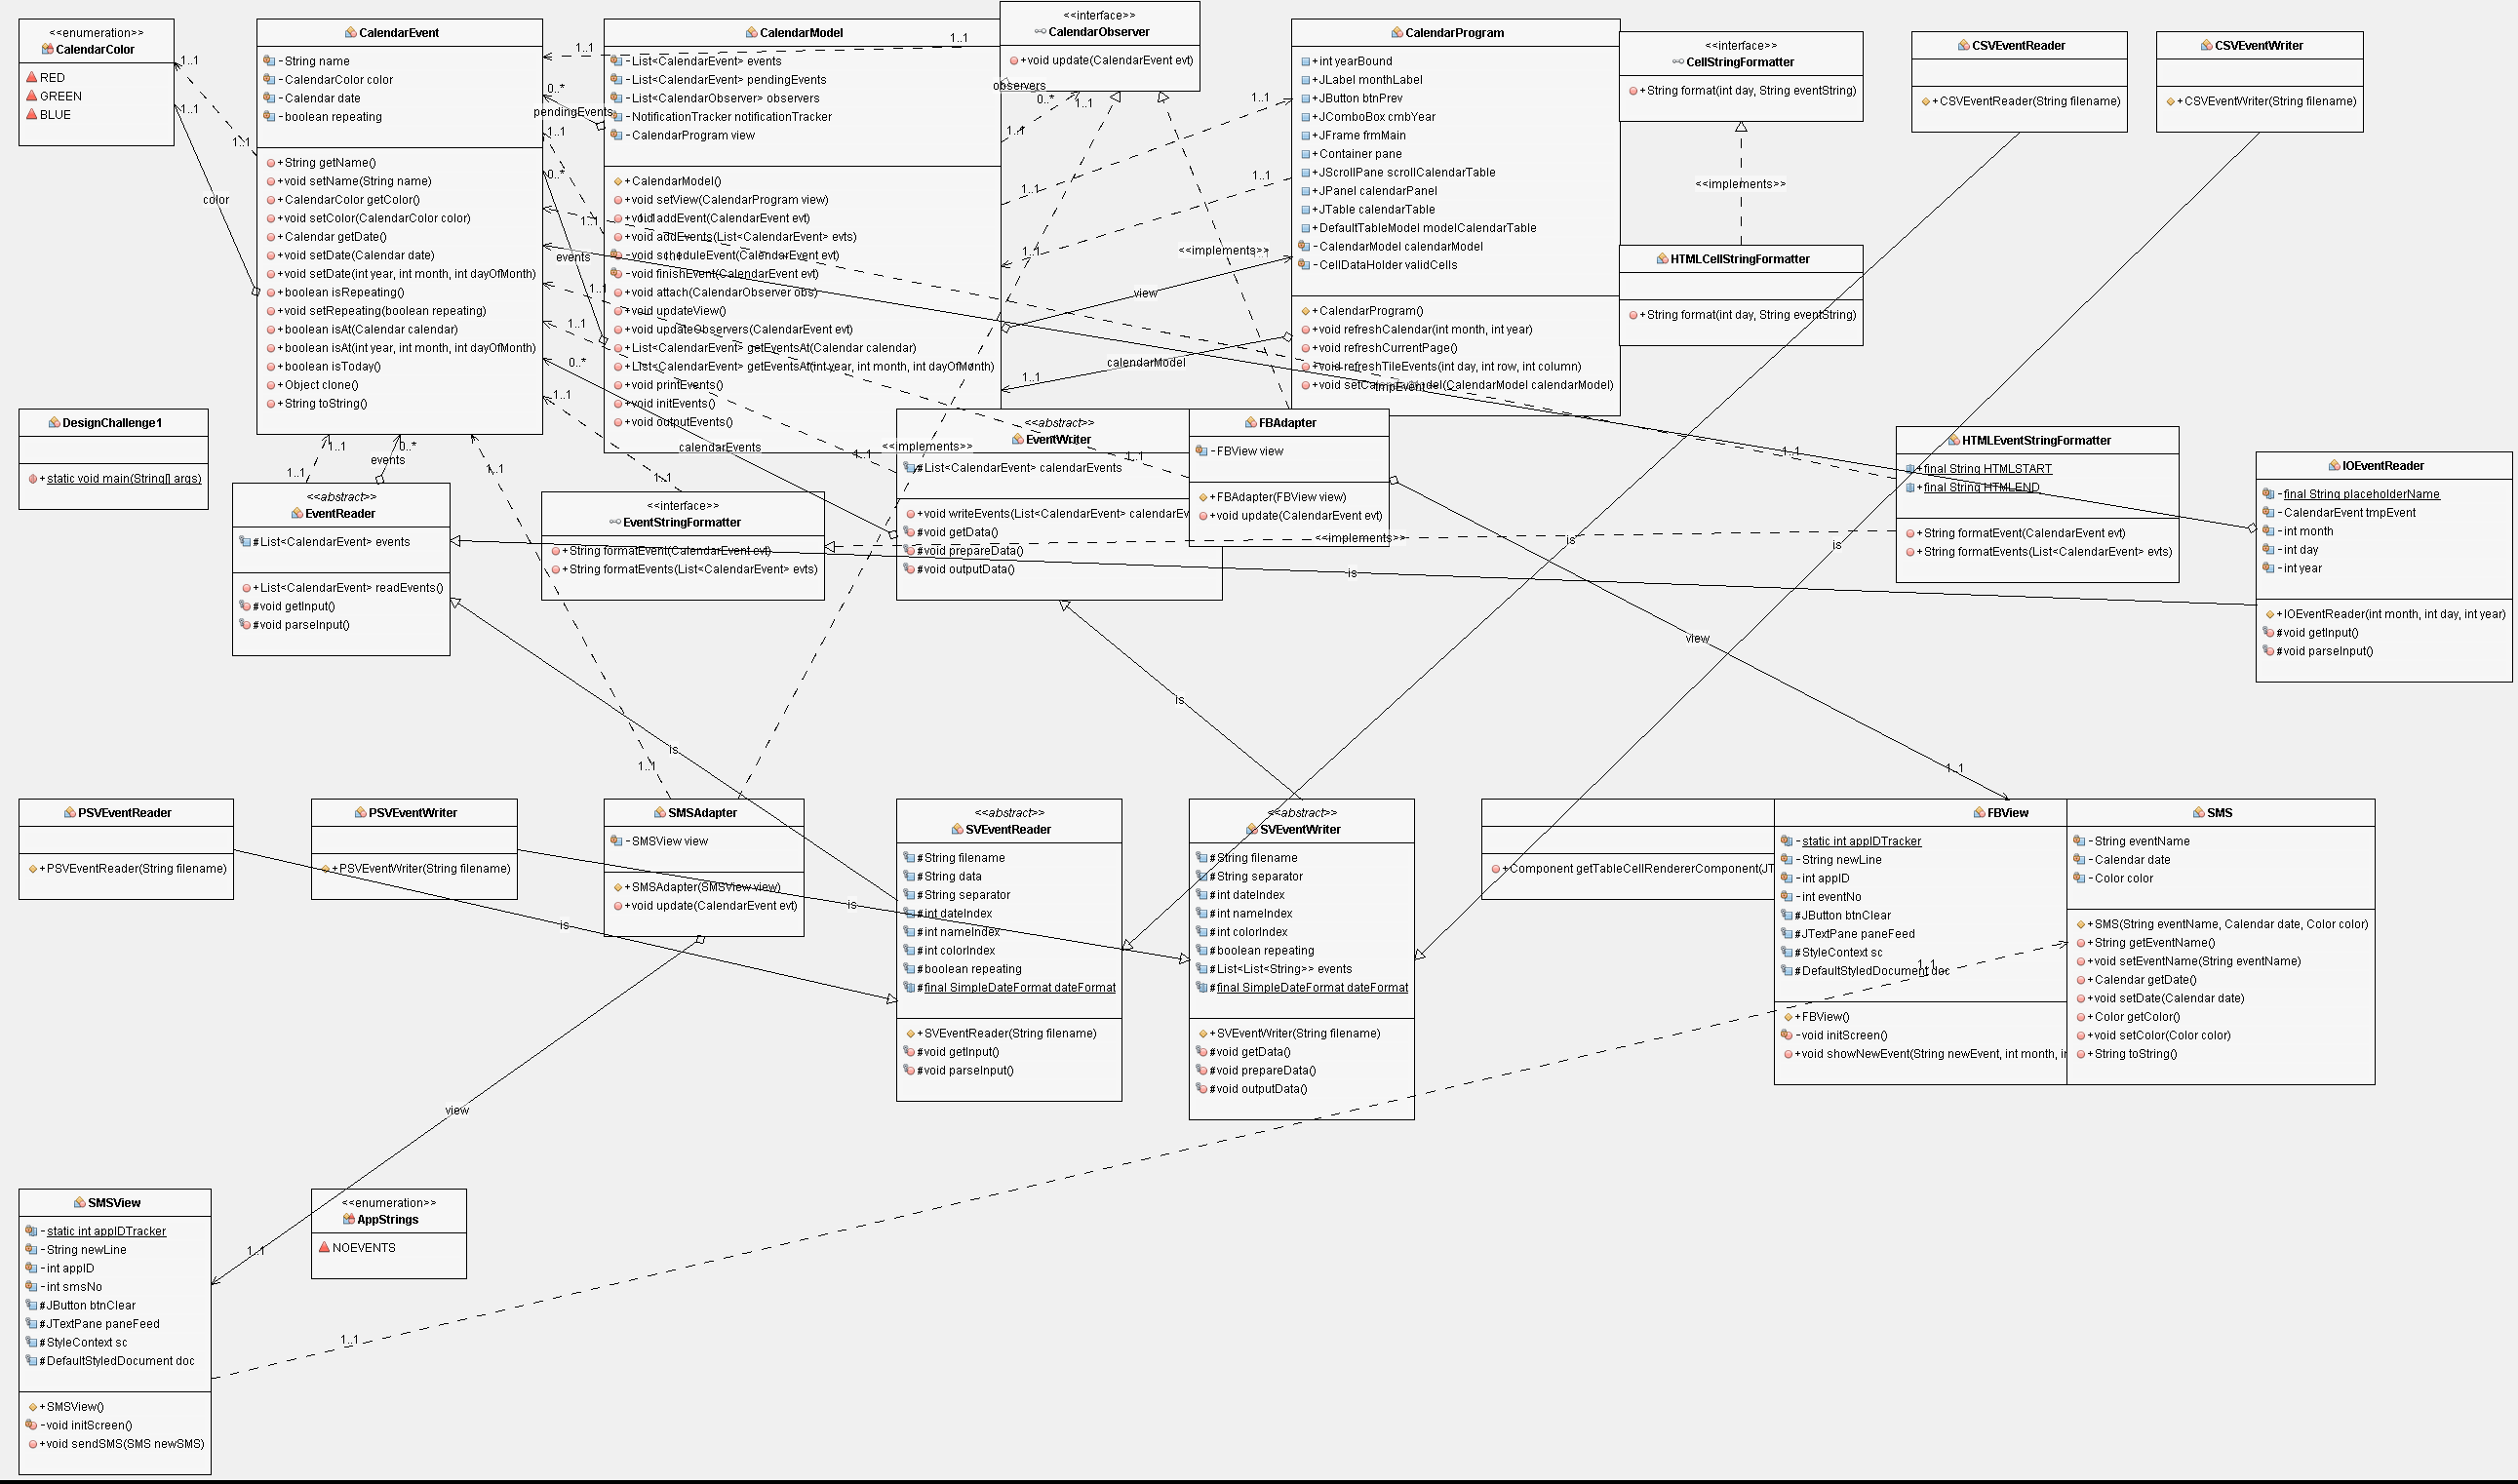 <<enumeration>>
CalendarColor
RED
GREEN
BLUE
CalendarEvent
-String name
-CalendarColor color
-Calendar date
-boolean repeating
+String getName()
+void setName(String name)
+CalendarColor getColor()
+void setColor(CalendarColor color)
+Calendar getDate()
+void setDate(Calendar date)
+void setDate(int year, int month, int dayOfMonth)
+boolean isRepeating()
+void setRepeating(boolean repeating)
+boolean isAt(Calendar calendar)
+boolean isAt(int year, int month, int dayOfMonth)
+boolean isToday()
+Object clone()
+String toString()
CalendarModel
-List<CalendarEvent> events
-List<CalendarEvent> pendingEvents
-List<CalendarObserver> observers
-NotificationTracker notificationTracker
-CalendarProgram view
+CalendarModel()
+void setView(CalendarProgram view)
+void addEvent(CalendarEvent evt)
+void addEvents(List<CalendarEvent> evts)
-void scheduleEvent(CalendarEvent evt)
-void finishEvent(CalendarEvent evt)
+void attach(CalendarObserver obs)
+void updateView()
+void updateObservers(CalendarEvent evt)
+List<CalendarEvent> getEventsAt(Calendar calendar)
+List<CalendarEvent> getEventsAt(int year, int month, int dayOfMonth)
+void printEvents()
+void initEvents()
+void outputEvents()
<<interface>>
CalendarObserver
+void update(CalendarEvent evt)
CalendarProgram
+int yearBound
+JLabel monthLabel
+JButton btnPrev
+JComboBox cmbYear
+JFrame frmMain
+Container pane
+JScrollPane scrollCalendarTable
+JPanel calendarPanel
+JTable calendarTable
+DefaultTableModel modelCalendarTable
-CalendarModel calendarModel
-CellDataHolder validCells
+CalendarProgram()
+void refreshCalendar(int month, int year)
+void refreshCurrentPage()
+void refreshTileEvents(int day, int row, int column)
+void setCalendarModel(CalendarModel calendarModel)
<<interface>>
CellStringFormatter
+String format(int day, String eventString)
<<implements>>
HTMLCellStringFormatter
+String format(int day, String eventString)
CSVEventReader
+CSVEventReader(String filename)
CSVEventWriter
+CSVEventWriter(String filename)
1..1
1..1
1..1
color
1..1
1..1
0..*
pendingEvents
1..1
0..*
1..1
events
1..1
1..1
0..*
1..1
observers
0..*
1..1
1..1
1..1
1..1
1..1
1..1
<<implements>>
view
calendarModel
1..1
tmpEvent
calendarEvents
<<implements>>
1..1
1..1
1..1
1..1
1..1
1..1
events
0..*
1..1
DesignChallenge1
+static void main(String[] args)
<<abstract>>
EventReader
#List<CalendarEvent> events
+List<CalendarEvent> readEvents()
#void getInput()
#void parseInput()
<<interface>>
EventStringFormatter
+String formatEvent(CalendarEvent evt)
+String formatEvents(List<CalendarEvent> evts)
<<abstract>>
EventWriter
#List<CalendarEvent> calendarEvents
+void writeEvents(List<CalendarEvent> calendarEv
#void getData()
#void prepareData()
#void outputData()
FBAdapter
-FBView view
+FBAdapter(FBView view)
+void update(CalendarEvent evt)
<<implements>>
HTMLEventStringFormatter
+final String HTMLSTART
+final String HTMLEND
+String formatEvent(CalendarEvent evt)
+String formatEvents(List<CalendarEvent> evts)
IOEventReader
-final String placeholderName
-CalendarEvent tmpEvent
-int month
-int day
-int year
+IOEventReader(int month, int day, int year)
#void getInput()
#void parseInput()
is
is
is
view
is
is
1..1
1..1
PSVEventReader
+PSVEventReader(String filename)
PSVEventWriter
+PSVEventWriter(String filename)
SMSAdapter
-SMSView view
+SMSAdapter(SMSView view)
+void update(CalendarEvent evt)
<<abstract>>
SVEventReader
#String filename
#String data
#String separator
#int dateIndex
#int nameIndex
#int colorIndex
#boolean repeating
#final SimpleDateFormat dateFormat
+SVEventReader(String filename)
#void getInput()
#void parseInput()
<<abstract>>
SVEventWriter
#String filename
#String separator
#int dateIndex
#int nameIndex
#int colorIndex
#boolean repeating
#List<List<String>> events
#final SimpleDateFormat dateFormat
+SVEventWriter(String filename)
#void getData()
#void prepareData()
#void outputData()
+Component getTableCellRendererComponent(JT
FBView
-static int appIDTracker
-String newLine
-int appID
-int eventNo
#JButton btnClear
#JTextPane paneFeed
#StyleContext sc
#DefaultStyledDocument doc
+FBView()
-void initScreen()
+void showNewEvent(String newEvent, int month, in
SMS
-String eventName
-Calendar date
-Color color
+SMS(String eventName, Calendar date, Color color)
+String getEventName()
+void setEventName(String eventName)
+Calendar getDate()
+void setDate(Calendar date)
+Color getColor()
+void setColor(Color color)
+String toString()
is
is
1..1
view
1..1
1..1
SMSView
-static int appIDTracker
-String newLine
-int appID
-int smsNo
#JButton btnClear
#JTextPane paneFeed
#StyleContext sc
#DefaultStyledDocument doc
+SMSView()
-void initScreen()
+void sendSMS(SMS newSMS)
<<enumeration>>
AppStrings
NOEVENTS